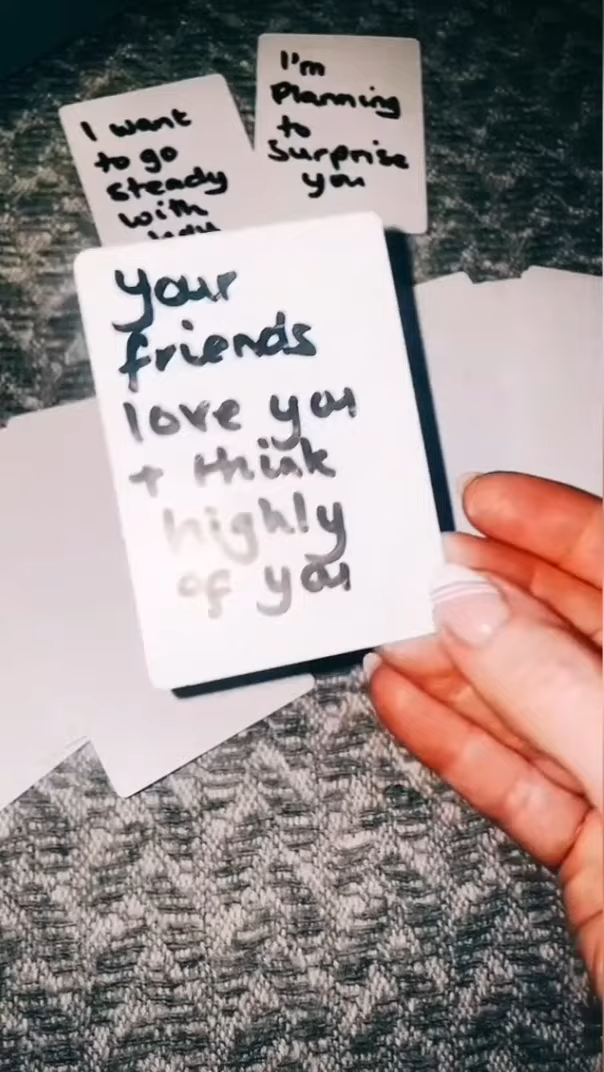 I want
to go
steady
with
I'm
Planning
to
Surprise
you
your
friends
love you
+ think
highly
of you